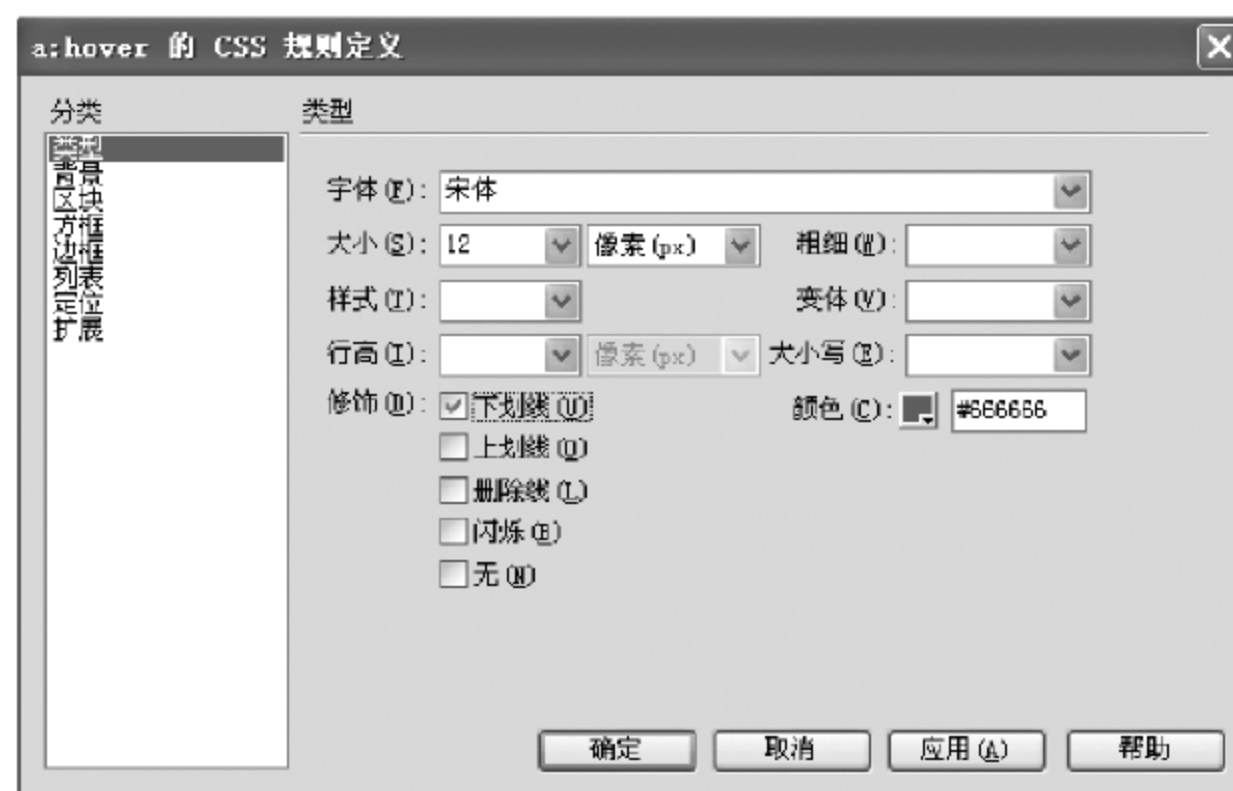 a:hover 的 CSS 规则定义
分类
类型
背景
区块
方框
边框
列表
定位
扩展
类型
字体(F): 宋体
大小(S): 12 像素(px) 粗细(W):
样式(T): 变体(V):
行高(I): 像素(px) 大小写(E):
修饰(D): 下划线(U) 颜色(C): #666666
上划线(O)
删除线(L)
闪烁(B)
无(N)
确定 取消 应用(A) 帮助